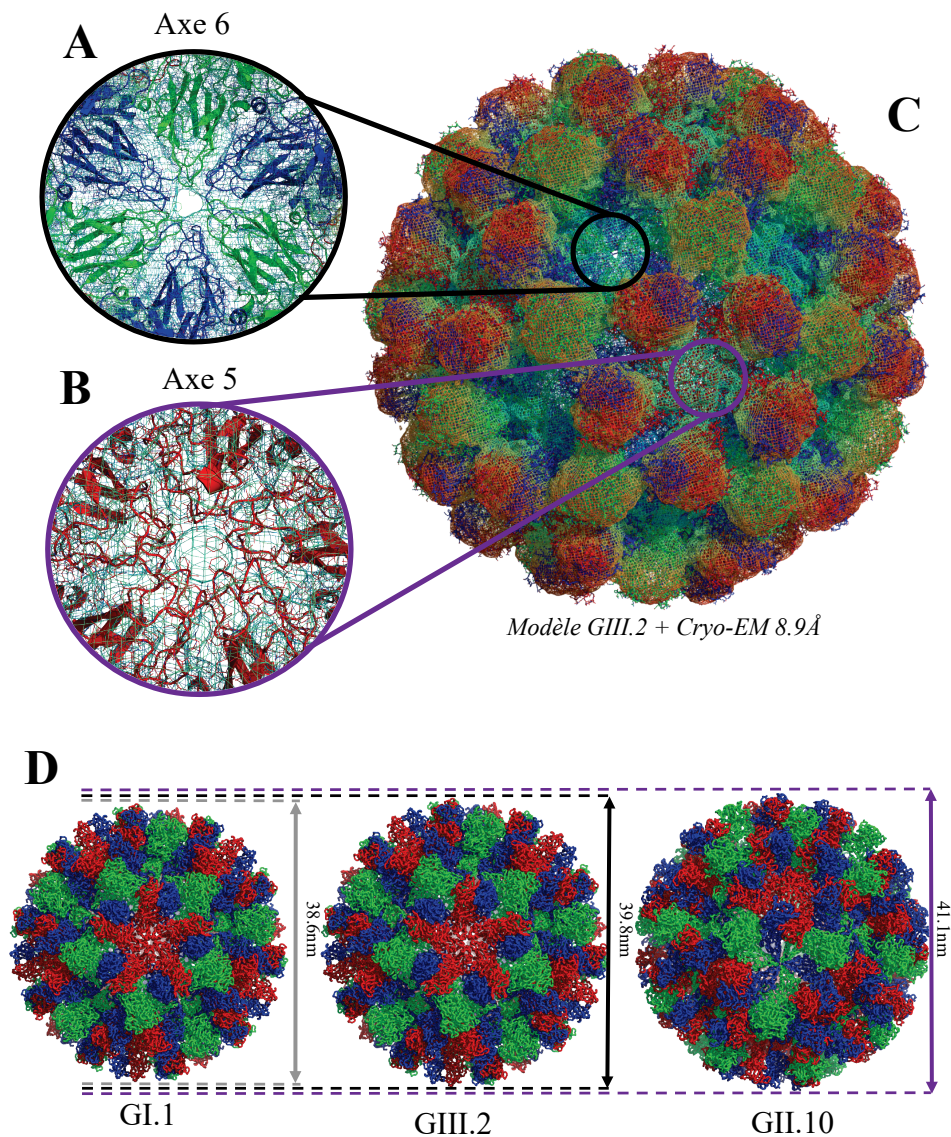 A
Axe 6
C
B
Axe 5
Modèle GIII.2 + Cryo-EM 8.9Å
D
38.6nm
39.8nm
41.1nm
GI.1
GIII.2
GII.10